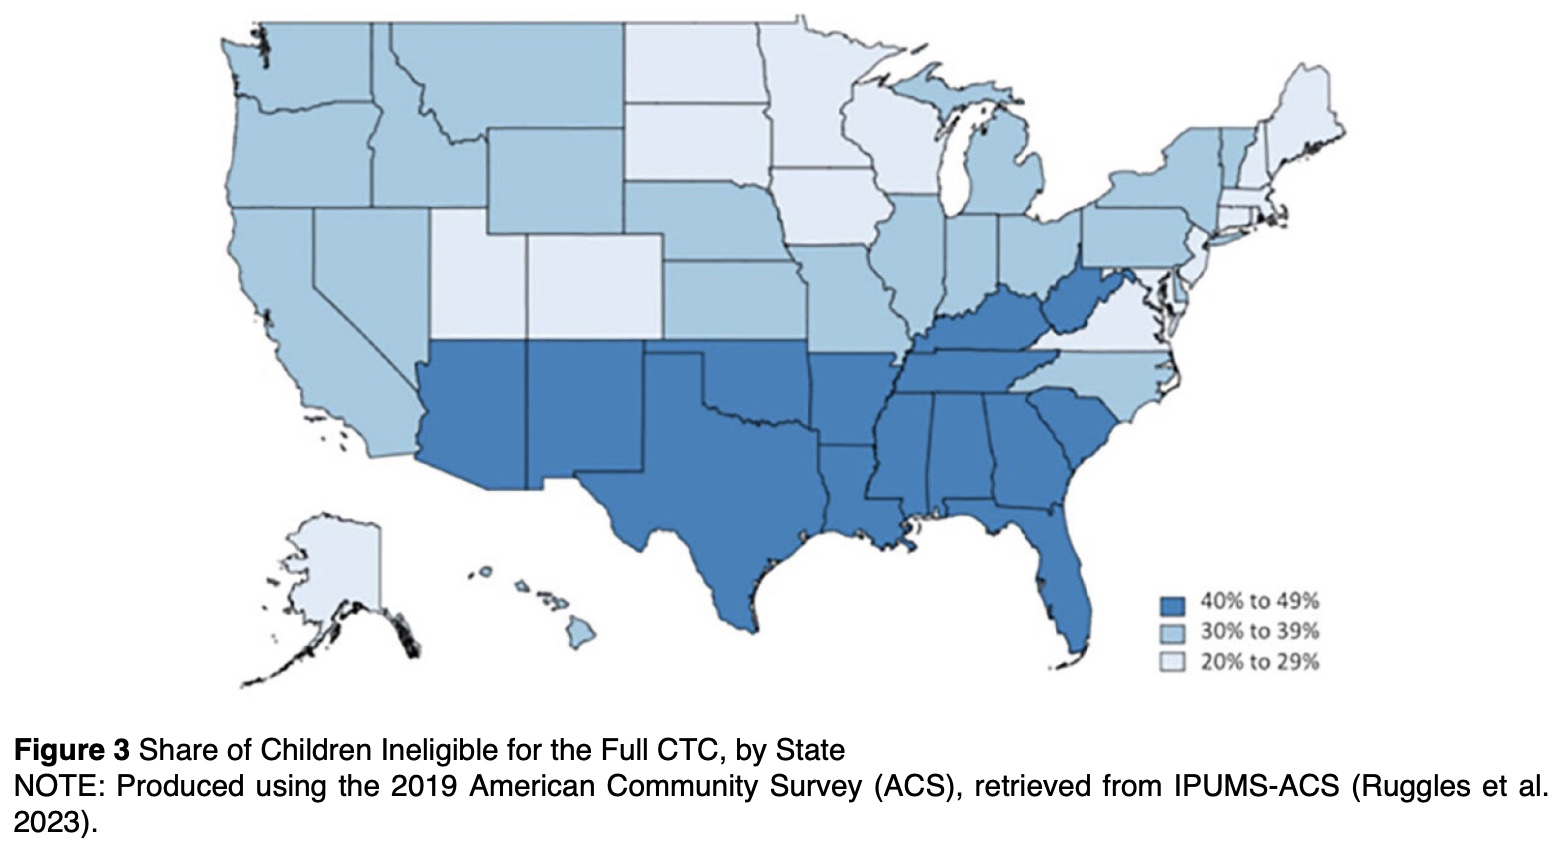 40% to 49%
30% to 39%
20% to 29%
Figure 3 Share of Children Ineligible for the Full CTC, by State
NOTE: Produced using the 2019 American Community Survey (ACS), retrieved from IPUMS-ACS (Ruggles et al.
2023).